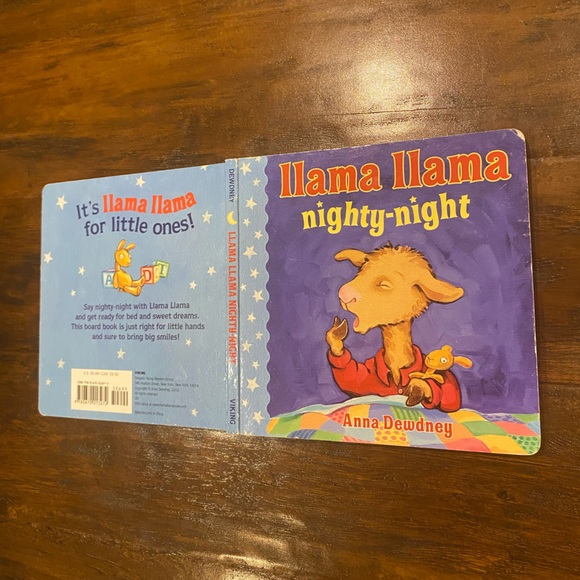 It's llama llama
for little ones!
A D I
Say nighty-night with Llama Llama
and get ready for bed and sweet dreams.
This board book is just right for little hands
and sure to bring big smiles!
VIKING
DEWDNEY
LLAMA LLAMA NIGHTY-NIGHT
VIKING
llama llama
nighty-night
Anna Dewdney